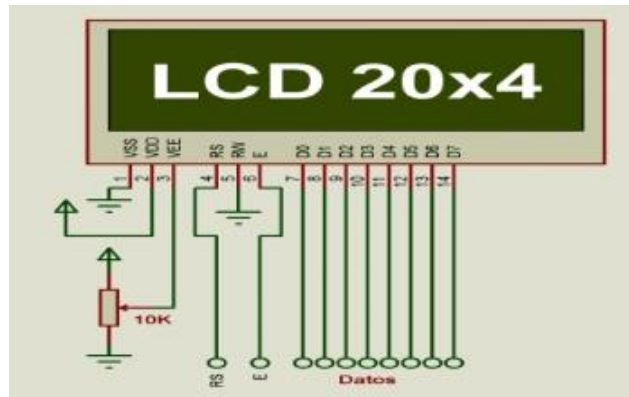 LCD 20x4
VSS VDD VEE RS RW E D0 D1 D2 D3 D4 D5 D6 D7
1 2 3 4 5 6 7 8 9 10 11 12 13 14
10K
RS E Datos